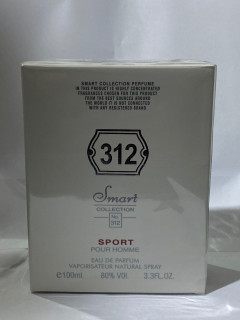 SMART COLLECTION PERFUME
IN THIS PRODUCT IS HIGHLY CONCENTRATED
FRAGRANCES CHOSEN FOR THIS PRODUCT
FROM THE BEST SOURCES AROUND
THE WORLD IT IS NOT CONNECTED
WITH ANY REGISTERED BRAND
312
Smart
COLLECTION
No
312
SPORT
POUR HOMME
EAU DE PARFUM
VAPORISATEUR NATURAL SPRAY
℮100ml 80% VOl 3.3FL.OZ.